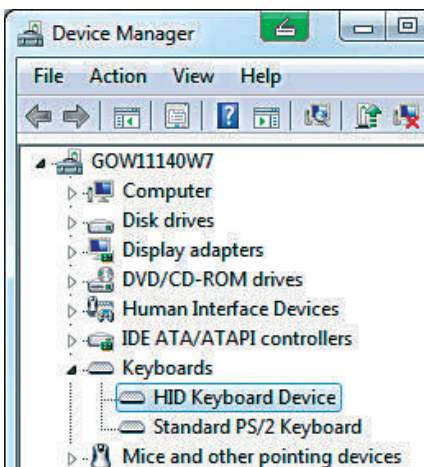 Device Manager
File Action View Help
GOW11140W7
Computer
Disk drives
Display adapters
DVD/CD-ROM drives
Human Interface Devices
IDE ATA/ATAPI controllers
Keyboards
HID Keyboard Device
Standard PS/2 Keyboard
Mice and other pointing devices